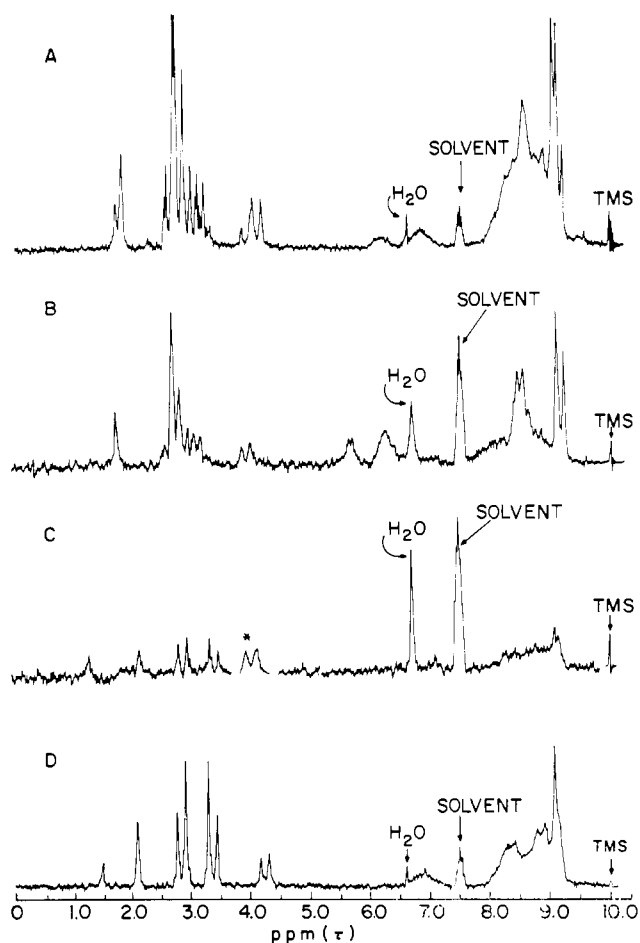 A
SOLVENT
H2O
TMS
B
SOLVENT
H2O
TMS
C
SOLVENT
H2O
*
TMS
D
SOLVENT
H2O
TMS
0 1.0 2.0 3.0 4.0 5.0 6.0 7.0 8.0 9.0 10.0
ppm (τ)